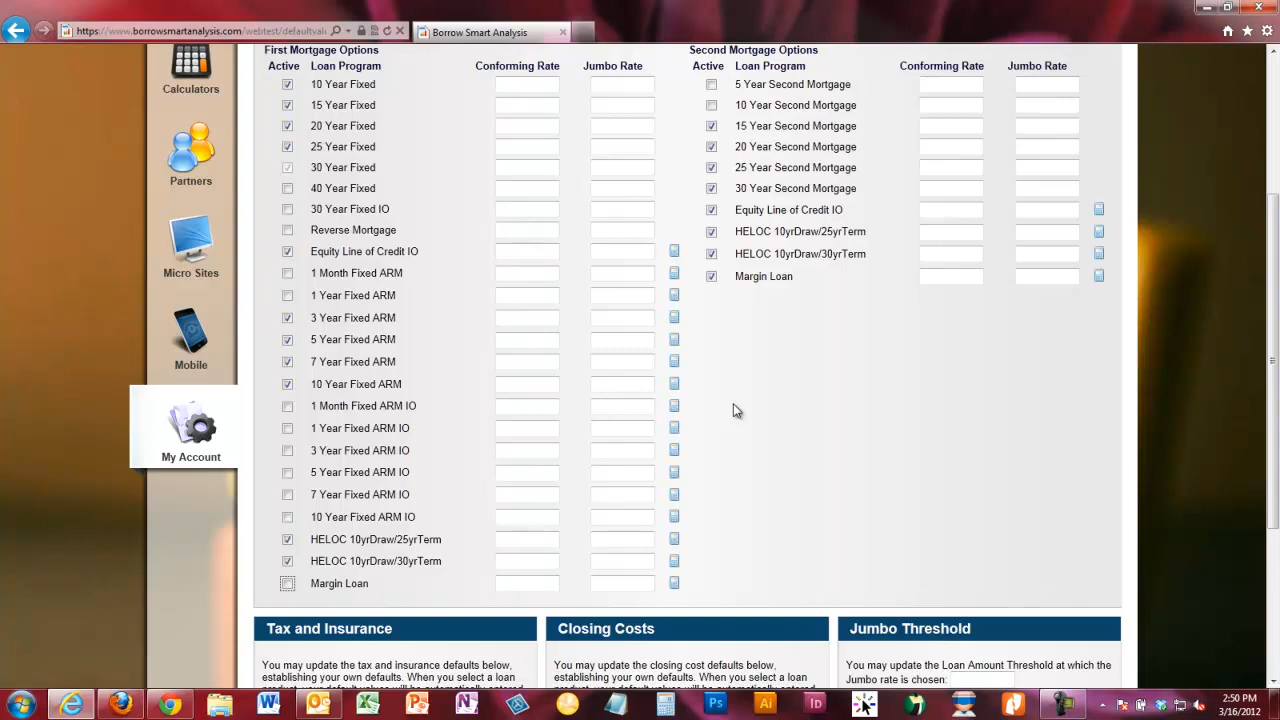 https://www.borrowsmartanalysis.com/webtest/defaultval
Borrow Smart Analysis
Calculators
Partners
Micro Sites
Mobile
My Account
First Mortgage Options
Active Loan Program Conforming Rate Jumbo Rate
10 Year Fixed
15 Year Fixed
20 Year Fixed
25 Year Fixed
30 Year Fixed
40 Year Fixed
30 Year Fixed IO
Reverse Mortgage
Equity Line of Credit IO
1 Month Fixed ARM
1 Year Fixed ARM
3 Year Fixed ARM
5 Year Fixed ARM
7 Year Fixed ARM
10 Year Fixed ARM
1 Month Fixed ARM IO
1 Year Fixed ARM IO
3 Year Fixed ARM IO
5 Year Fixed ARM IO
7 Year Fixed ARM IO
10 Year Fixed ARM IO
HELOC 10yrDraw/25yrTerm
HELOC 10yrDraw/30yrTerm
Margin Loan
Second Mortgage Options
Active Loan Program Conforming Rate Jumbo Rate
5 Year Second Mortgage
10 Year Second Mortgage
15 Year Second Mortgage
20 Year Second Mortgage
25 Year Second Mortgage
30 Year Second Mortgage
Equity Line of Credit IO
HELOC 10yrDraw/25yrTerm
HELOC 10yrDraw/30yrTerm
Margin Loan
Tax and Insurance
You may update the tax and insurance defaults below,
establishing your own defaults. When you select a loan
Closing Costs
You may update the closing cost defaults below,
establishing your own defaults. When you select a loan
Jumbo Threshold
You may update the Loan Amount Threshold at which the
Jumbo rate is chosen:
2:50 PM
3/16/2012